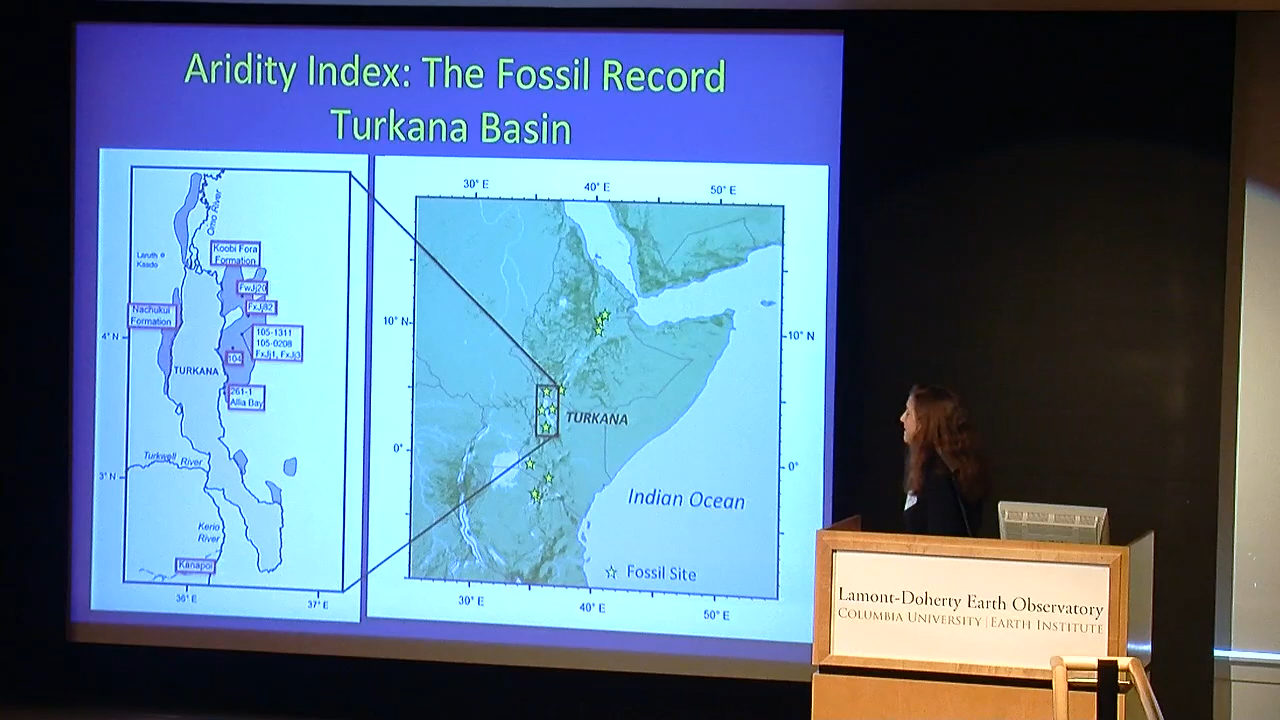 Aridity Index: The Fossil Record
Turkana Basin
Omo River
Koobi Fora
Formation
FwJj20
FxJj82
Nachukui
Formation
105-1311
105-0208
FxJj1, FxJj3
104
4° N
TURKANA
261-1
Allia Bay
Turkwell River
3° N
Kerio
River
Kanapoi
36° E
37° E
30° E
40° E
50° E
10° N
10° N
TURKANA
0°
0°
Indian Ocean
Fossil Site
30° E
40° E
50° E
Lamont-Doherty Earth Observatory
COLUMBIA UNIVERSITY | EARTH INSTITUTE